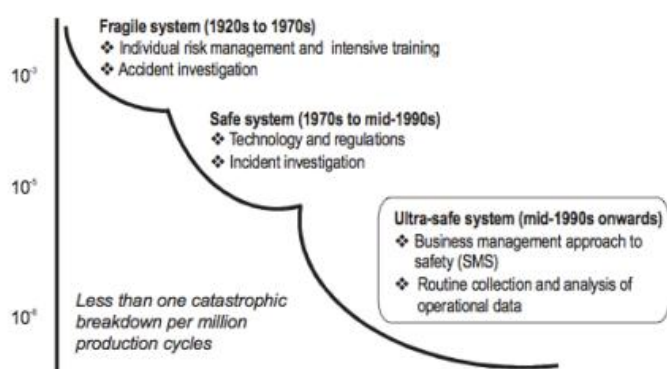 Fragile system (1920s to 1970s)
❖ Individual risk management and intensive training
❖ Accident investigation
10⁻³
Safe system (1970s to mid-1990s)
❖ Technology and regulations
❖ Incident investigation
10⁻⁵
Ultra-safe system (mid-1990s onwards)
❖ Business management approach to
safety (SMS)
❖ Routine collection and analysis of
operational data
Less than one catastrophic
breakdown per million
production cycles
10⁻⁶